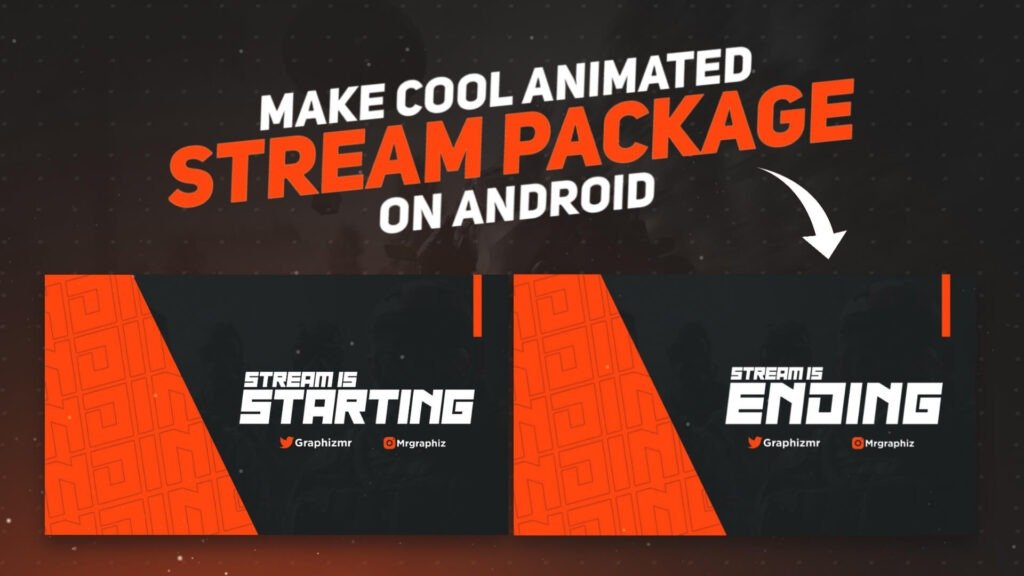 MAKE COOL ANIMATED
STREAM PACKAGE
ON ANDROID
STREAM IS
STARTING
Graphizmr Mrgraphiz
STREAM IS
ENDING
Graphizmr Mrgraphiz